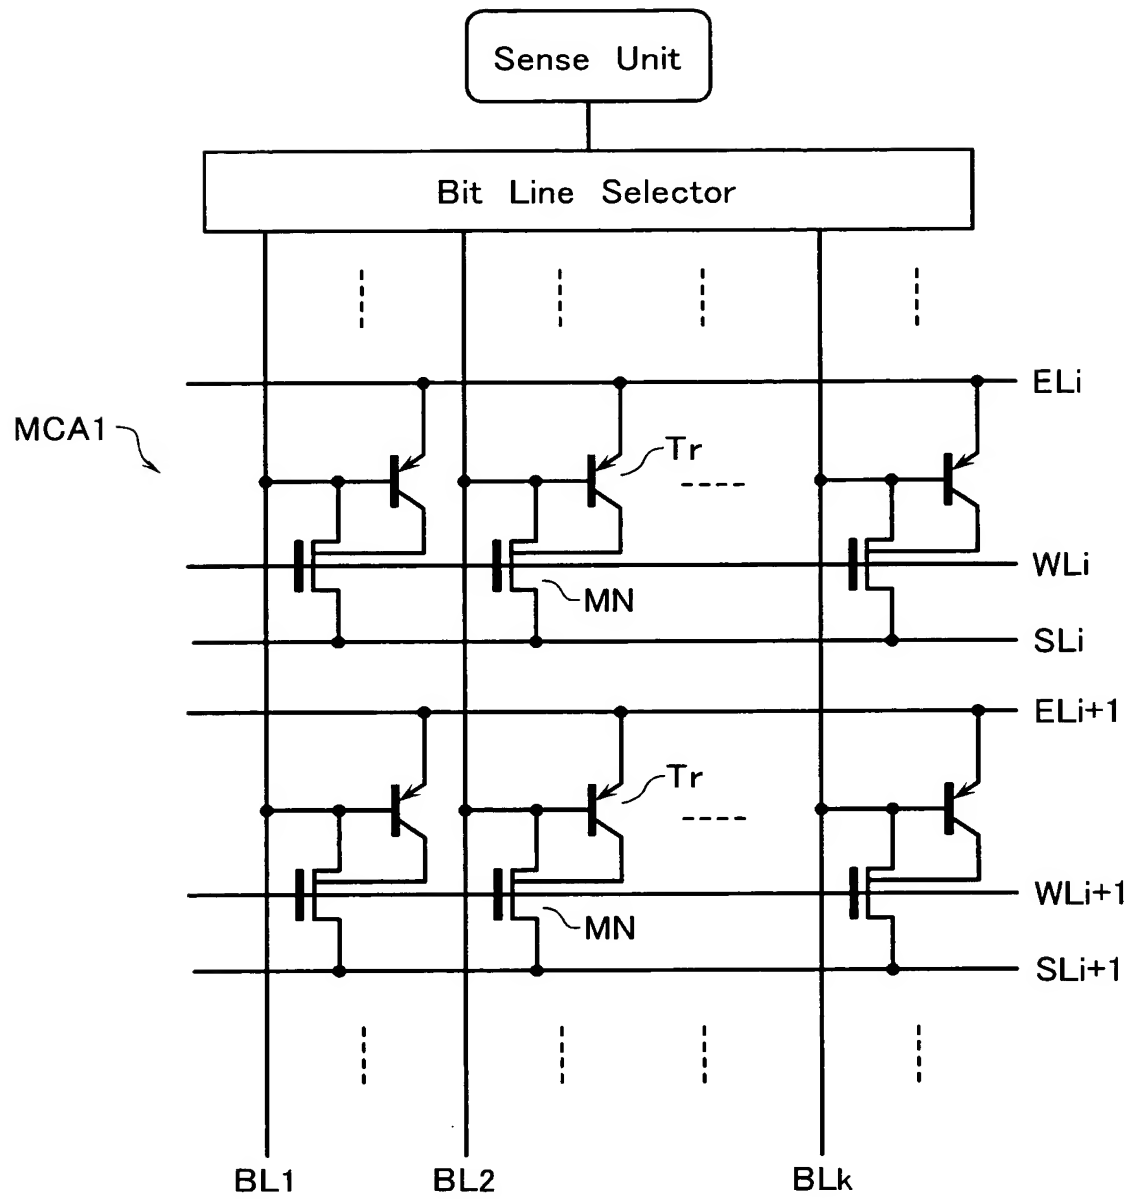 Sense Unit
Bit Line Selector
ELi
MCA1
Tr
WLi
MN
SLi
ELi+1
Tr
WLi+1
MN
SLi+1
BL1
BL2
BLk